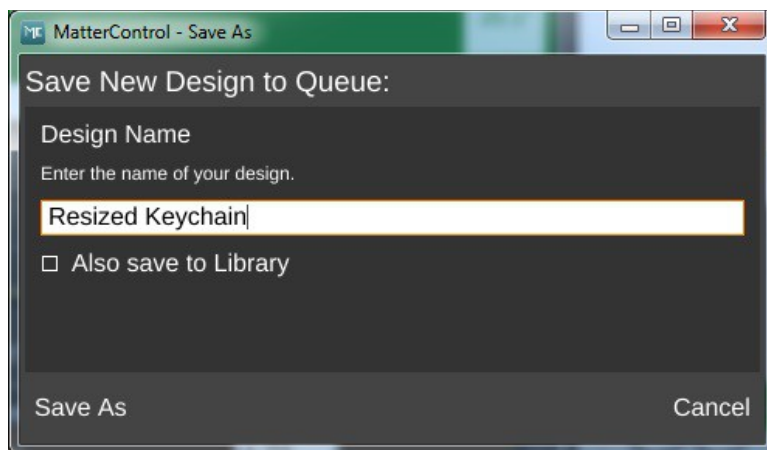 MC MatterControl - Save As
Save New Design to Queue:
Design Name
Enter the name of your design.
Resized Keychain
Also save to Library
Save As Cancel